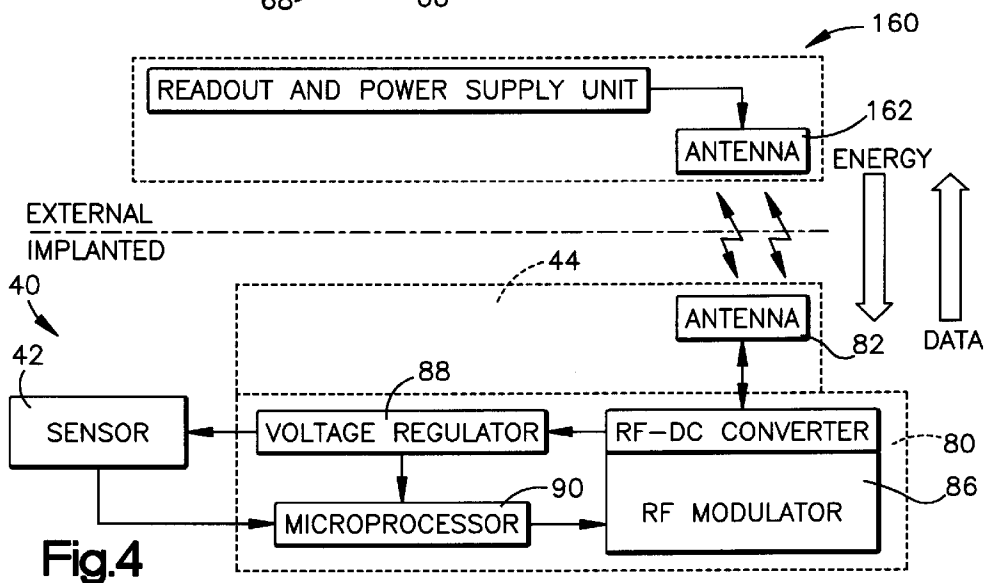 160
READOUT AND POWER SUPPLY UNIT
162
ANTENNA
ENERGY
EXTERNAL
IMPLANTED
44
40
ANTENNA
82
DATA
42
88
SENSOR
VOLTAGE REGULATOR
RF-DC CONVERTER
80
90
86
MICROPROCESSOR
RF MODULATOR
Fig.4